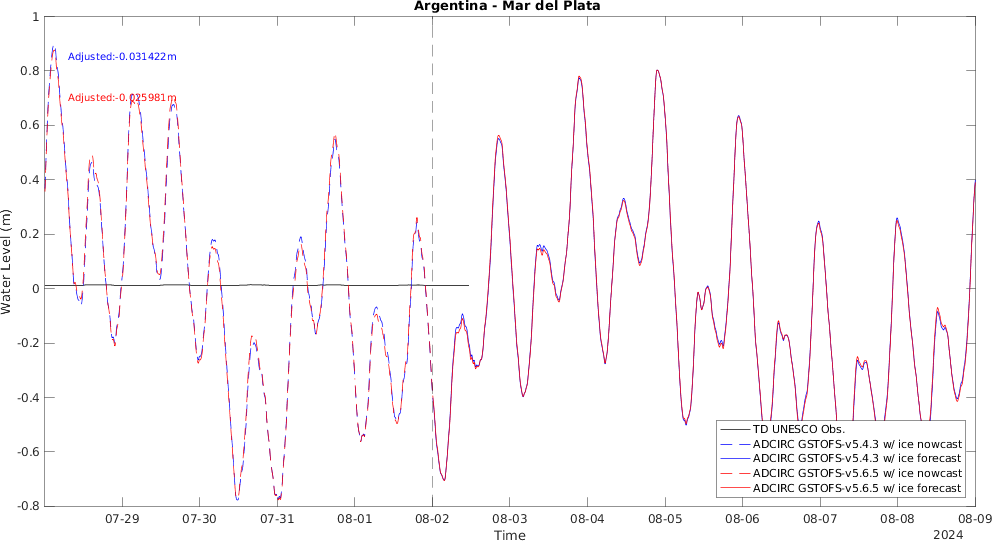 Argentina - Mar del Plata
1
0.8
0.6
0.4
0.2
0
-0.2
-0.4
-0.6
-0.8
Water Level (m)
Adjusted:-0.031422m
Adjusted:-0.025981m
TD UNESCO Obs.
ADCIRC GSTOFS-v5.4.3 w/ ice nowcast
ADCIRC GSTOFS-v5.4.3 w/ ice forecast
ADCIRC GSTOFS-v5.6.5 w/ ice nowcast
ADCIRC GSTOFS-v5.6.5 w/ ice forecast
07-29 07-30 07-31 08-01 08-02 08-03 08-04 08-05 08-06 08-07 08-08 08-09
Time
2024